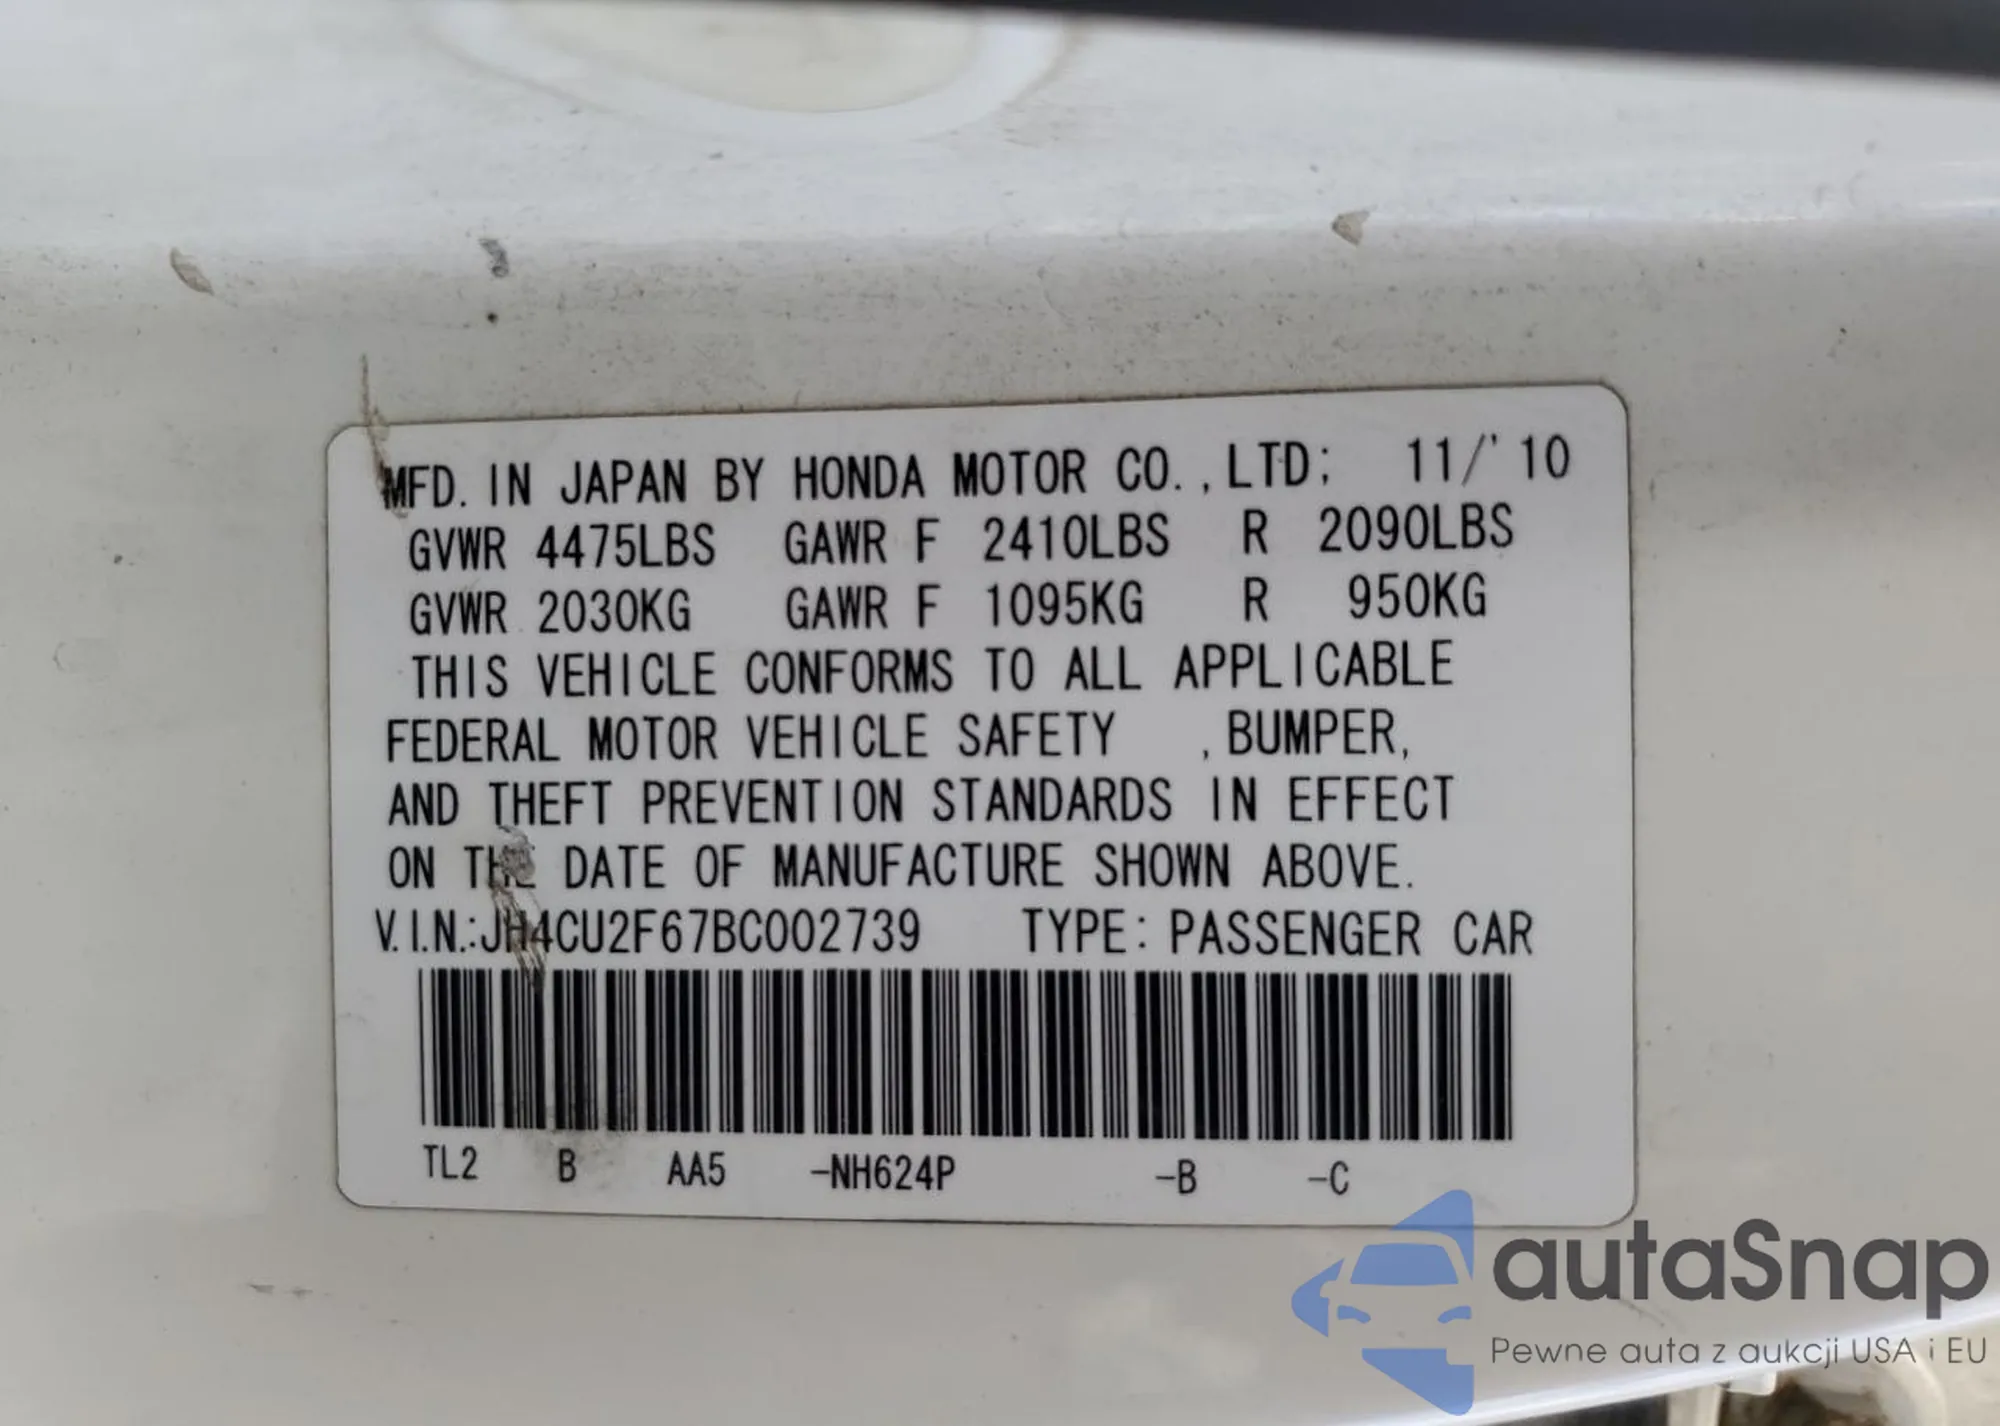 MFD. IN JAPAN BY HONDA MOTOR CO.,LTD; 11/'10
GVWR 4475LBS GAWR F 2410LBS R 2090LBS
GVWR 2030KG GAWR F 1095KG R 950KG
THIS VEHICLE CONFORMS TO ALL APPLICABLE
FEDERAL MOTOR VEHICLE SAFETY ,BUMPER,
AND THEFT PREVENTION STANDARDS IN EFFECT
ON THE DATE OF MANUFACTURE SHOWN ABOVE.
V.I.N.:JH4CU2F67BC002739 TYPE: PASSENGER CAR
TL2 B AA5 -NH624P -B -C
autaSnap
Pewne auta z aukcji USA i EU